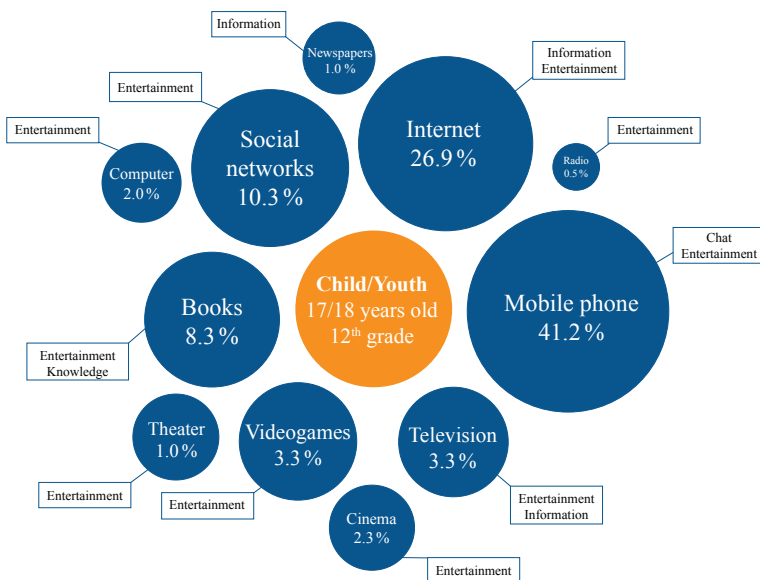 Information
Newspapers
1.0 %
Information
Entertainment
Internet
26.9 %
Entertainment
Social
networks
10.3 %
Entertainment
Computer
2.0 %
Entertainment
Radio
0.5 %
Chat
Entertainment
Mobile phone
41.2 %
Child/Youth
17/18 years old
12th grade
Books
8.3 %
Entertainment
Knowledge
Theater
1.0 %
Entertainment
Videogames
3.3 %
Entertainment
Television
3.3 %
Entertainment
Information
Cinema
2.3 %
Entertainment